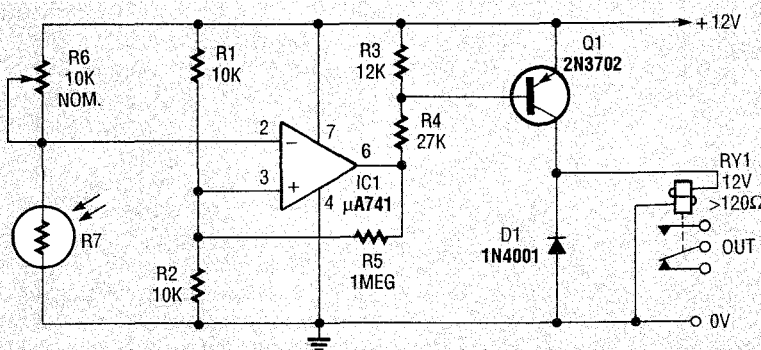 +12V
R6
10K
NOM.
R1
10K
R3
12K
Q1
2N3702
R4
27K
2
7
6
3
4
IC1
µA741
RY1
12V
>120Ω
R7
R2
10K
R5
1MEG
D1
1N4001
OUT
0V